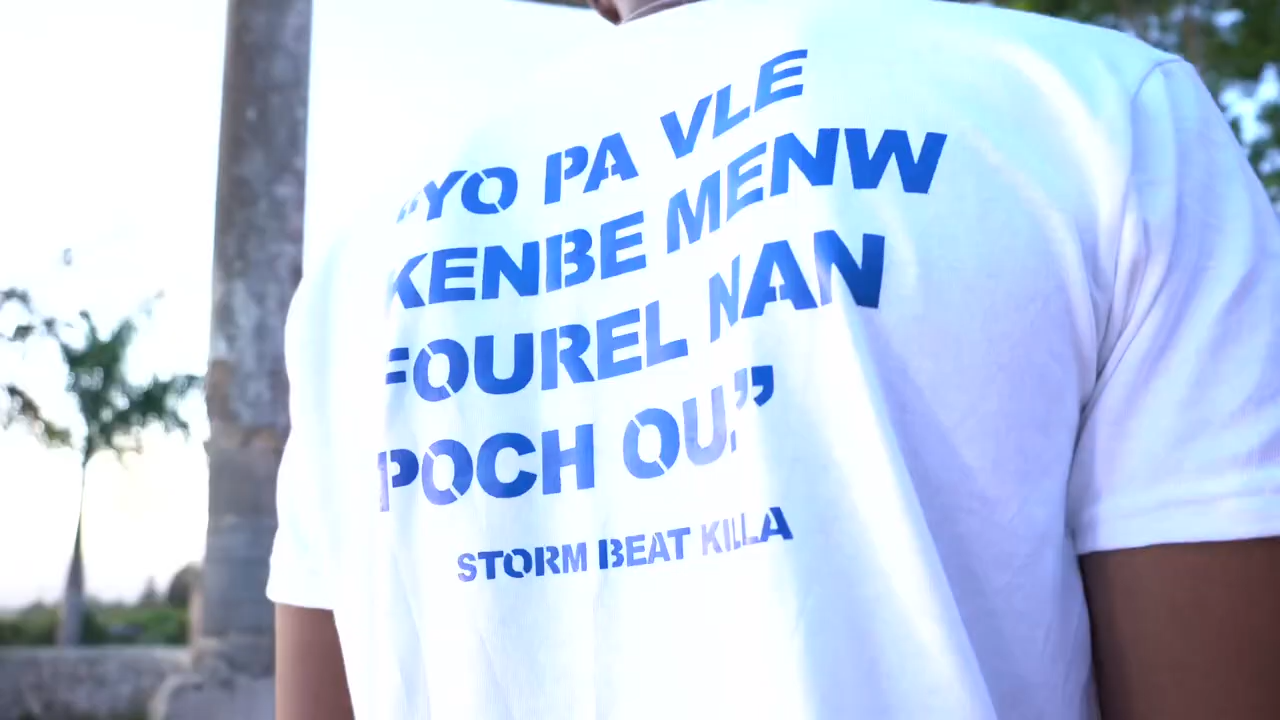 “YO PA VLE
KENBE MENW
FOUREL NAN
POCH OU.”
STORM BEAT KILLA